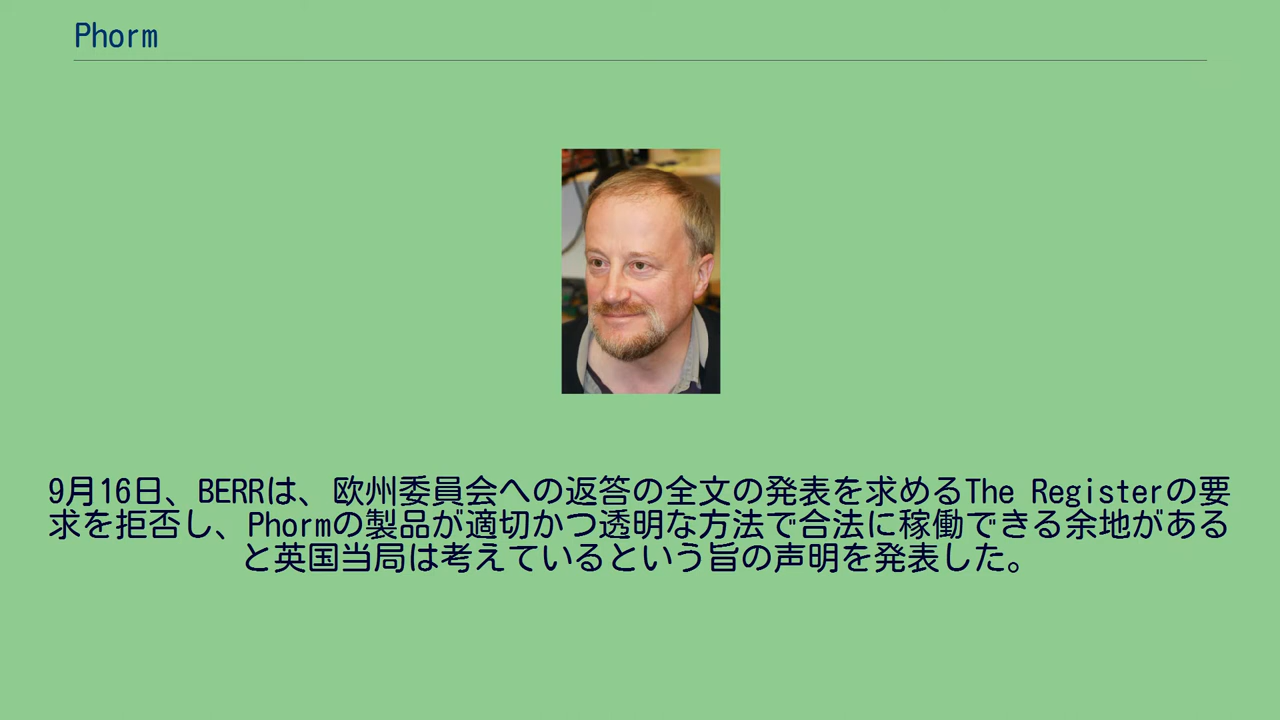 Phorm
9月16日、BERRは、欧州委員会への返答の全文の発表を求めるThe Registerの要
求を拒否し、Phormの製品が適切かつ透明な方法で合法に稼働できる余地がある
と英国当局は考えているという旨の声明を発表した。